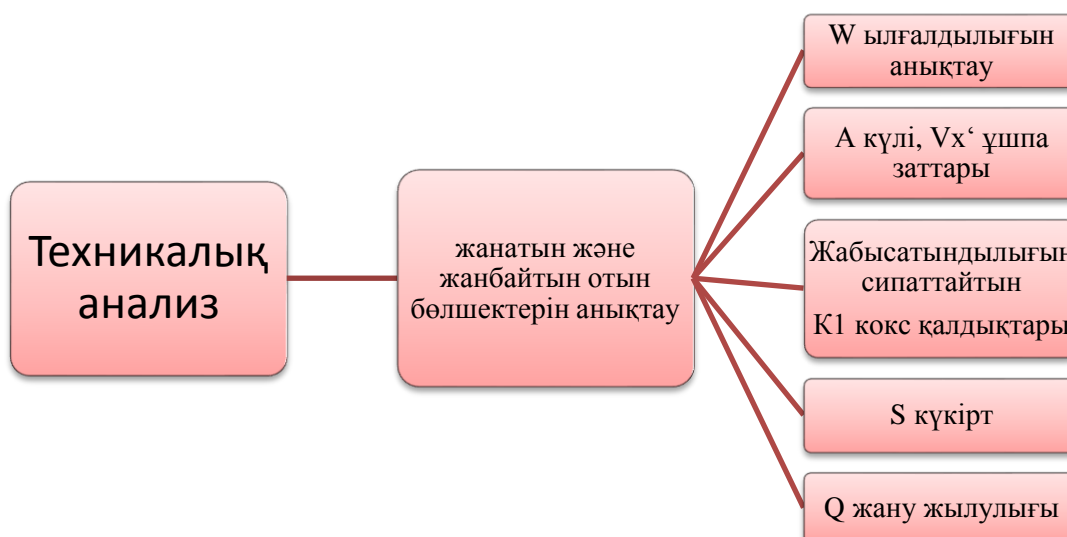 Техникалық
анализ
жанатын және
жанбайтын отын
бөлшектерін анықтау
W ылғалдылығын
анықтау
А күлі, Vx‘ ұшпа
заттары
Жабысатындылығын
сипаттайтын
К1 кокс қалдықтары
S күкірт
Q жану жылулығы